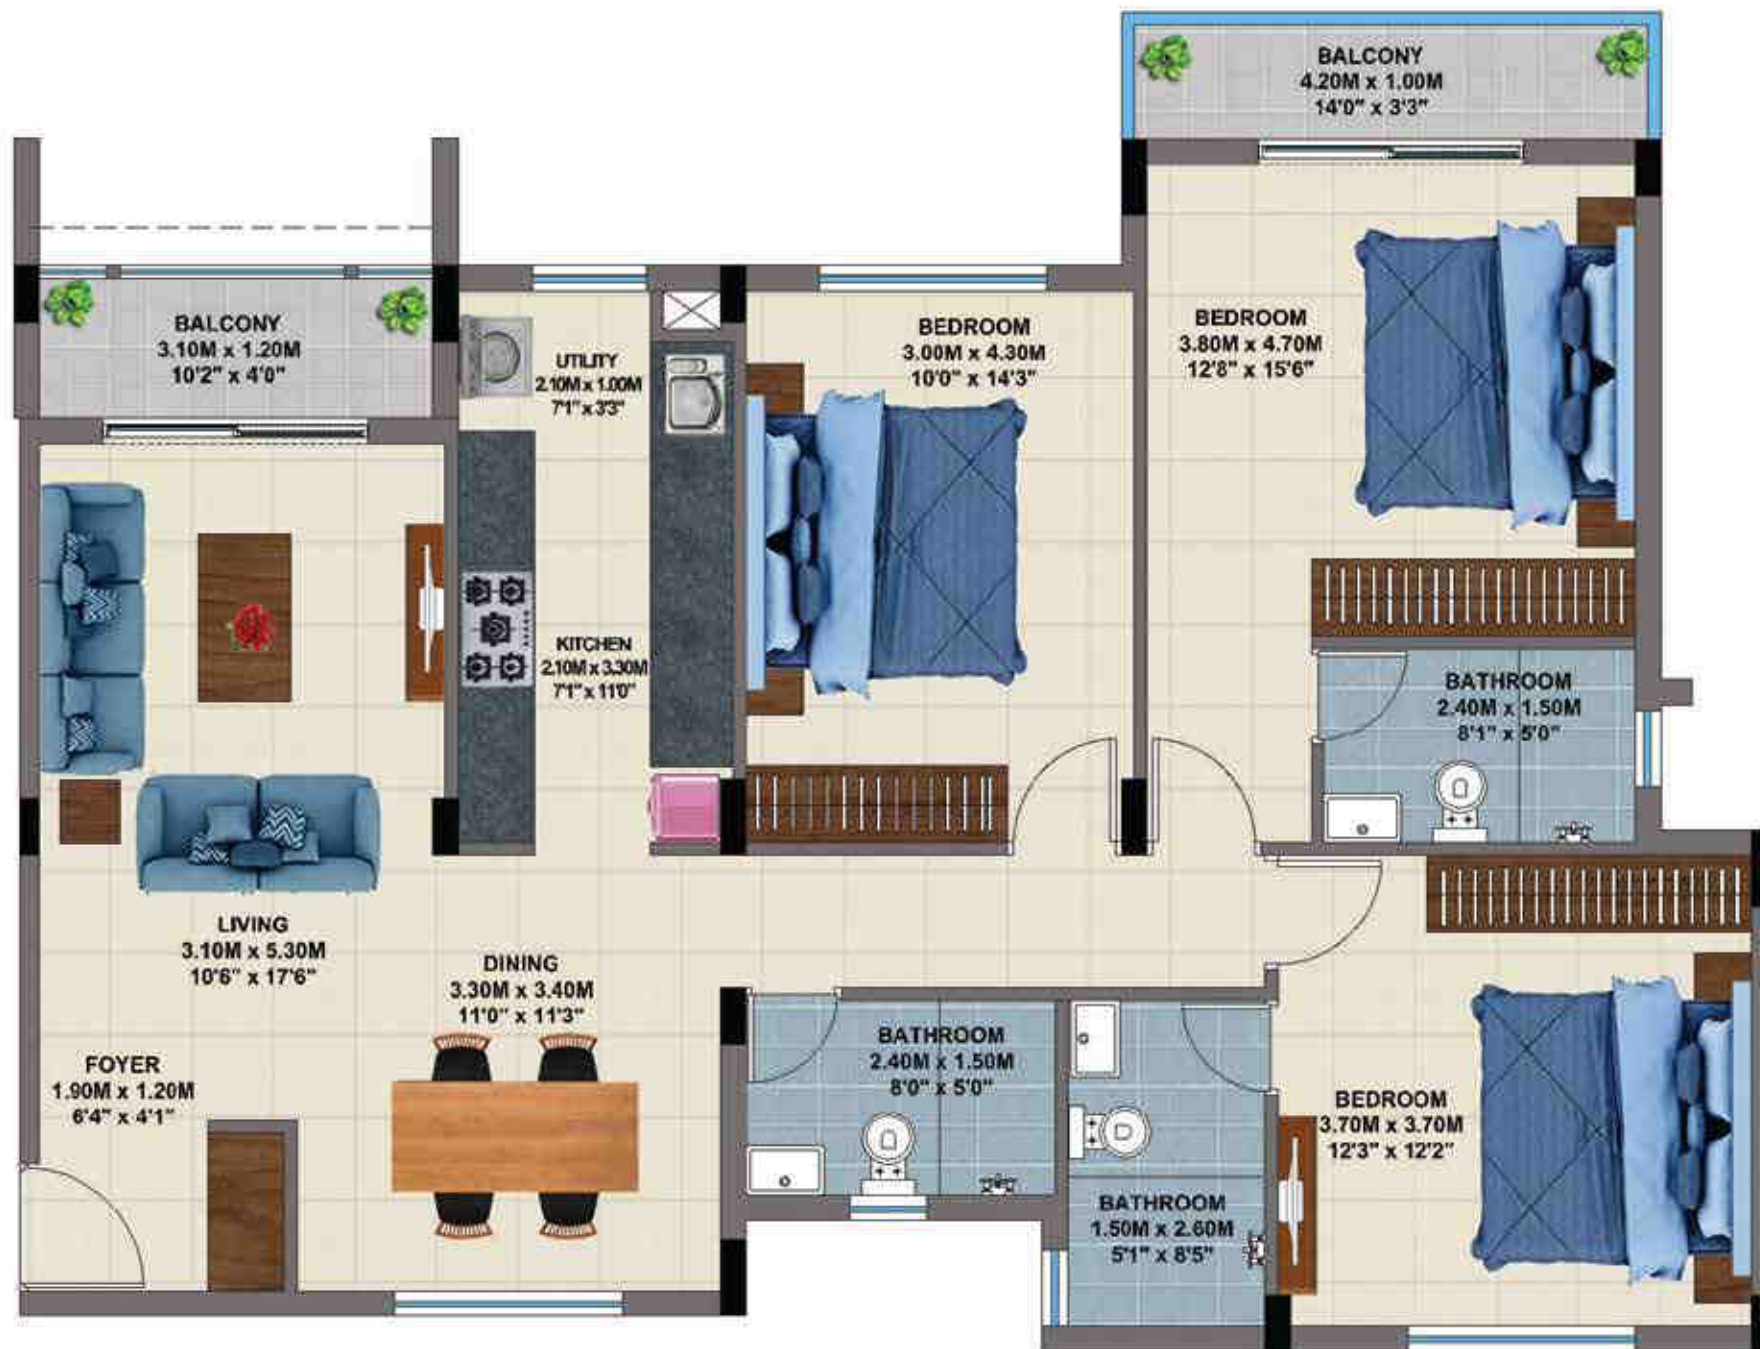 BALCONY
4.20M x 1.00M
14'0" x 3'3"
BALCONY
3.10M x 1.20M
10'2" x 4'0"
UTILITY
2.10M x 1.00M
7'1" x 3'3"
BEDROOM
3.00M x 4.30M
10'0" x 14'3"
BEDROOM
3.80M x 4.70M
12'8" x 15'6"
KITCHEN
2.10M x 3.30M
7'1" x 11'0"
BATHROOM
2.40M x 1.50M
8'1" x 5'0"
LIVING
3.10M x 5.30M
10'6" x 17'6"
DINING
3.30M x 3.40M
11'0" x 11'3"
FOYER
1.90M x 1.20M
6'4" x 4'1"
BATHROOM
2.40M x 1.50M
8'0" x 5'0"
BATHROOM
1.50M x 2.60M
5'1" x 8'5"
BEDROOM
3.70M x 3.70M
12'3" x 12'2"